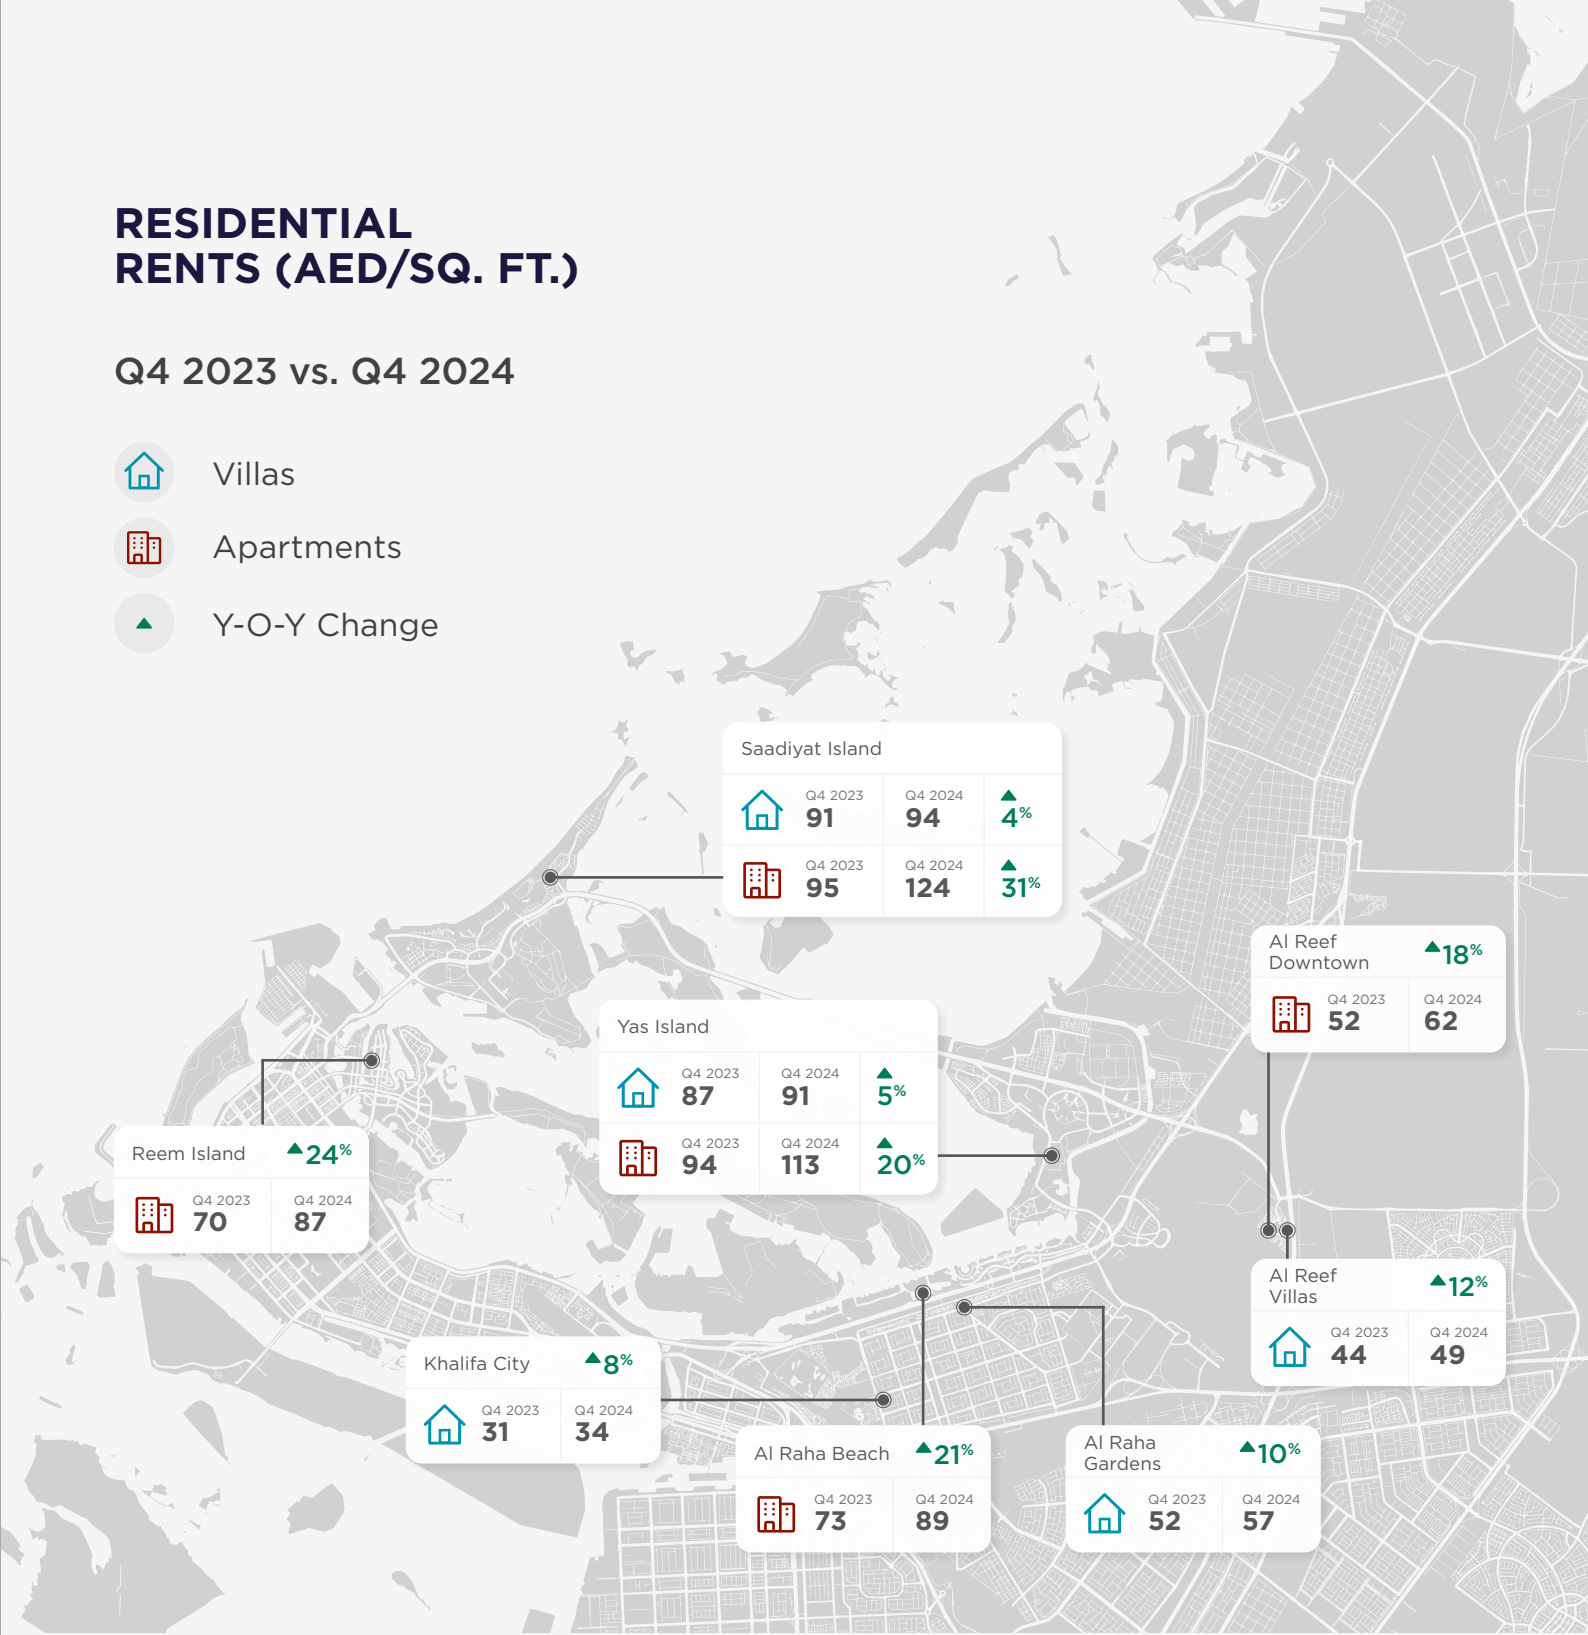 RESIDENTIAL
RENTS (AED/SQ. FT.)
Q4 2023 vs. Q4 2024
Villas
Apartments
Y-O-Y Change
Saadiyat Island
Q4 2023 Q4 2024
91 94 4%
Q4 2023 Q4 2024
95 124 31%
Al Reef
Downtown 18%
Q4 2023 Q4 2024
52 62
Yas Island
Q4 2023 Q4 2024
87 91 5%
Q4 2023 Q4 2024
94 113 20%
Reem Island 24%
Q4 2023 Q4 2024
70 87
Al Reef
Villas 12%
Q4 2023 Q4 2024
44 49
Khalifa City 8%
Q4 2023 Q4 2024
31 34
Al Raha Beach 21%
Q4 2023 Q4 2024
73 89
Al Raha
Gardens 10%
Q4 2023 Q4 2024
52 57